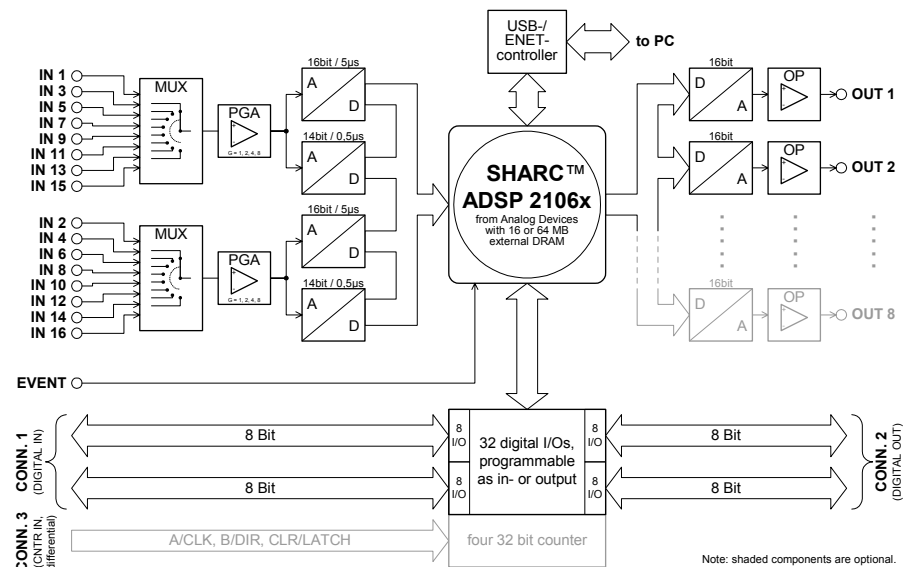 USB-/
ENET-
controller
to PC
16bit / 5µs
16bit
IN 1
IN 3
IN 5
IN 7
IN 9
IN 11
IN 13
IN 15
MUX
PGA
G = 1, 2, 4, 8
A
D
14bit / 0,5µs
A
D
SHARC™
ADSP 2106x
from Analog Devices
with 16 or 64 MB
external DRAM
D
A
OP
OUT 1
16bit
D
A
OP
OUT 2
IN 2
IN 4
IN 6
IN 8
IN 10
IN 12
IN 14
IN 16
MUX
PGA
G = 1, 2, 4, 8
16bit / 5µs
A
D
14bit / 0,5µs
A
D
16bit
D
A
OP
OUT 8
EVENT
CONN. 1
(DIGITAL IN)
8 Bit
8
I/O
32 digital I/Os,
programmable
as in- or output
8
I/O
8 Bit
8 Bit
8
I/O
8
I/O
8 Bit
CONN. 2
(DIGITAL OUT)
CONN. 3
(CNTR IN,
differential)
A/CLK, B/DIR, CLR/LATCH
four 32 bit counter
Note: shaded components are optional.